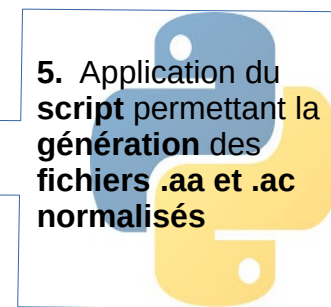 5. Application du
script permettant la
génération des
fichiers .aa et .ac
normalisés